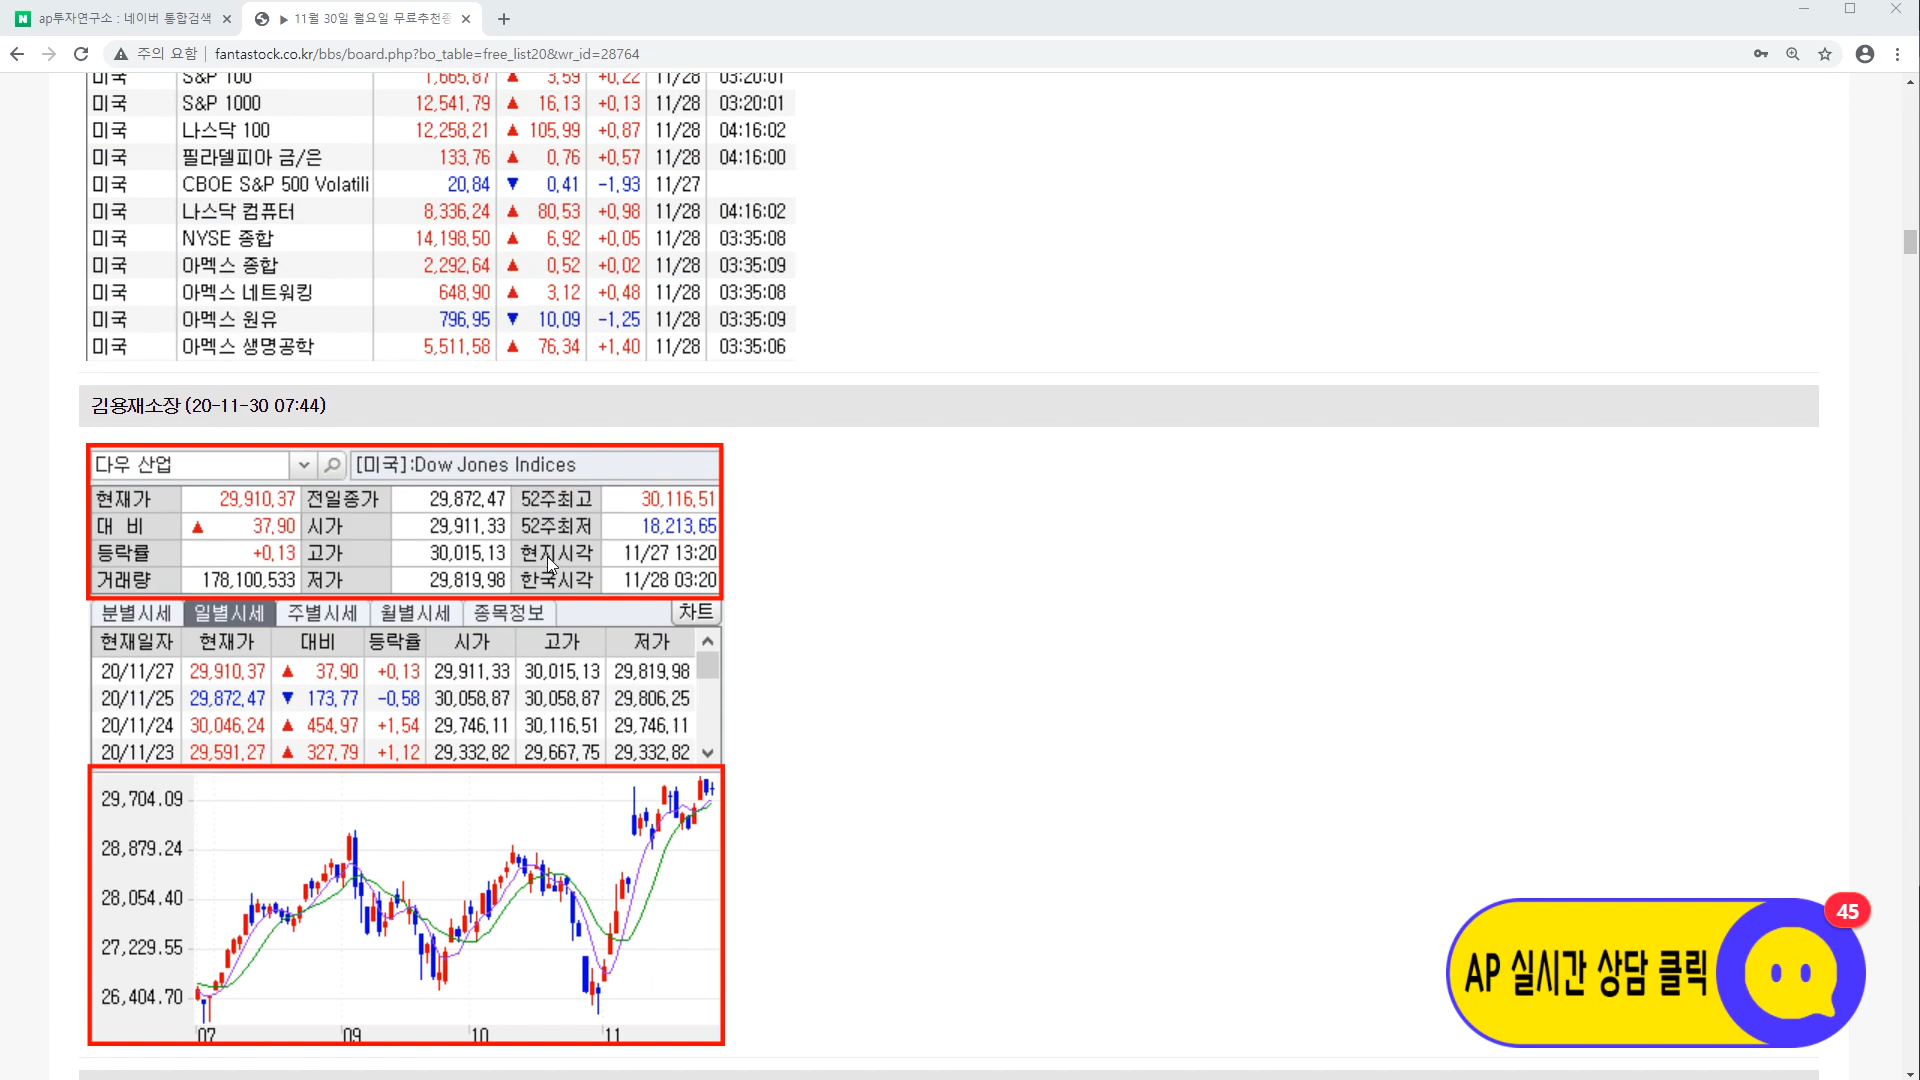 ap투자연구소 : 네이버 통합검색
▶ 11월 30일 월요일 무료추천종
주의 요함 | fantastock.co.kr/bbs/board.php?bo_table=free_list20&wr_id=28764
미국 S&P 100 1,665,87 ▲ 3,59 +0,22 11/28 03:20:01
미국 S&P 1000 12,541,79 ▲ 16,13 +0,13 11/28 03:20:01
미국 나스닥 100 12,258,21 ▲ 105,99 +0,87 11/28 04:16:02
미국 필라델피아 금/은 133,76 ▲ 0,76 +0,57 11/28 04:16:00
미국 CBOE S&P 500 Volatili 20,84 ▼ 0,41 -1,93 11/27
미국 나스닥 컴퓨터 8,336,24 ▲ 80,53 +0,98 11/28 04:16:02
미국 NYSE 종합 14,198,50 ▲ 6,92 +0,05 11/28 03:35:08
미국 아멕스 종합 2,292,64 ▲ 0,52 +0,02 11/28 03:35:09
미국 아멕스 네트워킹 648,90 ▲ 3,12 +0,48 11/28 03:35:08
미국 아멕스 원유 796,95 ▼ 10,09 -1,25 11/28 03:35:09
미국 아멕스 생명공학 5,511,58 ▲ 76,34 +1,40 11/28 03:35:06
김용재소장 (20-11-30 07:44)
다우 산업 [미국]:Dow Jones Indices
현재가 29,910,37 전일종가 29,872,47 52주최고 30,116,51
대 비 ▲ 37,90 시가 29,911,33 52주최저 18,213,65
등락률 +0,13 고가 30,015,13 현지시각 11/27 13:20
거래량 178,100,533 저가 29,819,98 한국시각 11/28 03:20
분별시세 일별시세 주별시세 월별시세 종목정보 차트
현재일자 현재가 대비 등락율 시가 고가 저가
20/11/27 29,910,37 ▲ 37,90 +0,13 29,911,33 30,015,13 29,819,98
20/11/25 29,872,47 ▼ 173,77 -0,58 30,058,87 30,058,87 29,806,25
20/11/24 30,046,24 ▲ 454,97 +1,54 29,746,11 30,116,51 29,746,11
20/11/23 29,591,27 ▲ 327,79 +1,12 29,332,82 29,667,75 29,332,82
29,704.09
28,879.24
28,054.40
27,229.55
26,404.70
07 09 10 11
45
AP 실시간 상담 클릭